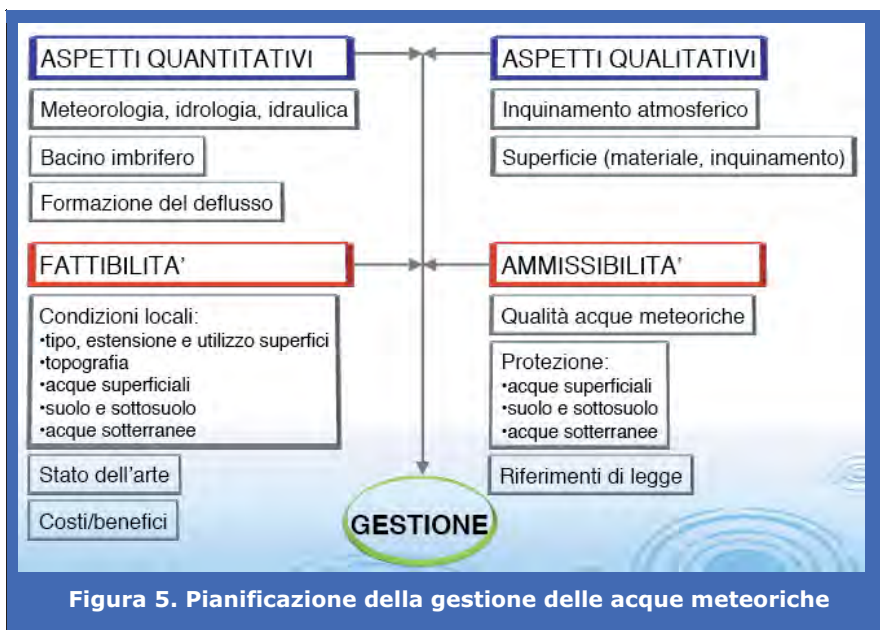 ASPETTI QUANTITATIVI
Meteorologia, idrologia, idraulica
Bacino imbrifero
Formazione del deflusso
ASPETTI QUALITATIVI
Inquinamento atmosferico
Superficie (materiale, inquinamento)
FATTIBILITA'
Condizioni locali:
•tipo, estensione e utilizzo superfici
•topografia
•acque superficiali
•suolo e sottosuolo
•acque sotterranee
Stato dell'arte
Costi/benefici
AMMISSIBILITA'
Qualità acque meteoriche
Protezione:
•acque superficiali
•suolo e sottosuolo
•acque sotterranee
Riferimenti di legge
GESTIONE
Figura 5. Pianificazione della gestione delle acque meteoriche